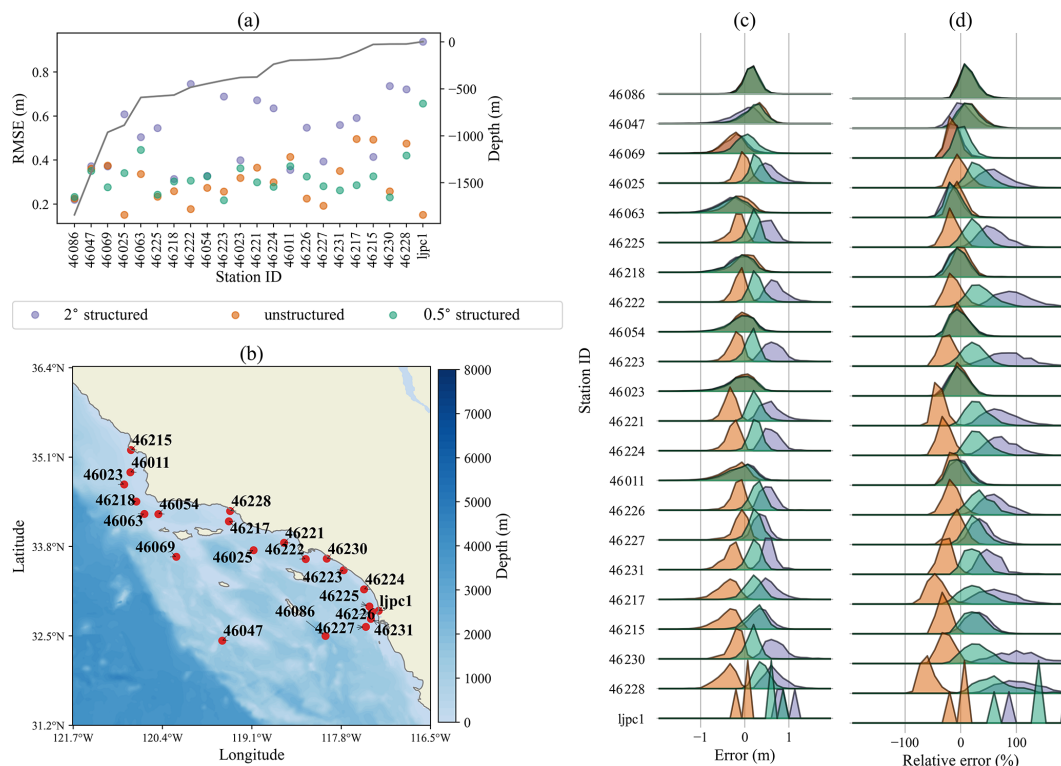 (a)
RMSE (m)
0.8
0.6
0.4
0.2
0
−500
−1000
−1500
Depth (m)
46086
46047
46069
46025
46063
46225
46218
46222
46054
46223
46023
46221
46224
46011
46226
46227
46231
46217
46215
46230
46228
ljpc1
Station ID
2° structured
unstructured
0.5° structured
(b)
Latitude
36.4°N
35.1°N
33.8°N
32.5°N
31.2°N
121.7°W
120.4°W
119.1°W
117.8°W
116.5°W
Longitude
46215
46011
46023
46218
46054
46063
46228
46217
46069
46025
46221
46222
46230
46223
46224
46225
ljpc1
46086
46226
46047
46227
46231
8000
7000
6000
5000
4000
3000
2000
1000
0
Depth (m)
(c)
Station ID
46086
46047
46069
46025
46063
46225
46218
46222
46054
46223
46023
46221
46224
46011
46226
46227
46231
46217
46215
46230
46228
ljpc1
−1
0
1
Error (m)
(d)
−100
0
100
Relative error (%)